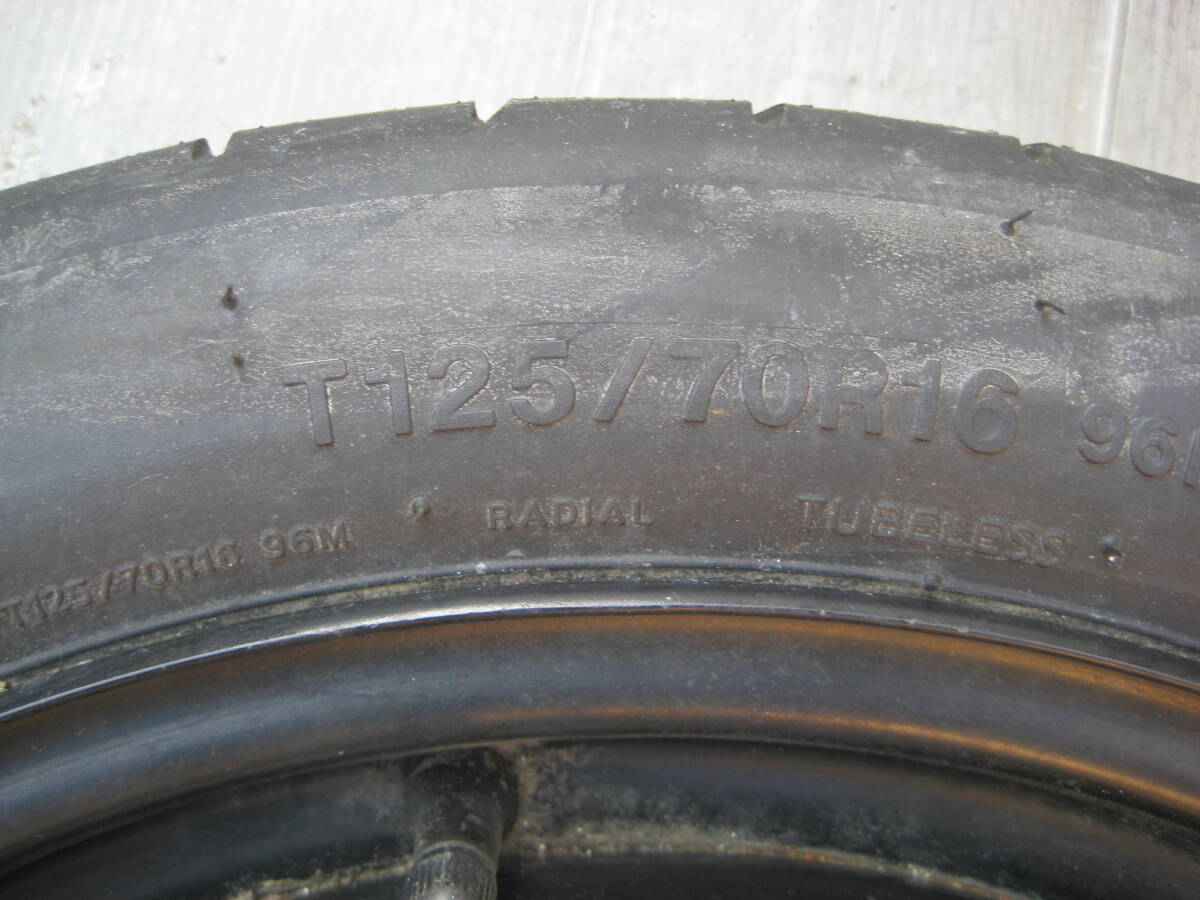 T125/70R16 96M
T125/70R16 96M RADIAL TUBELESS